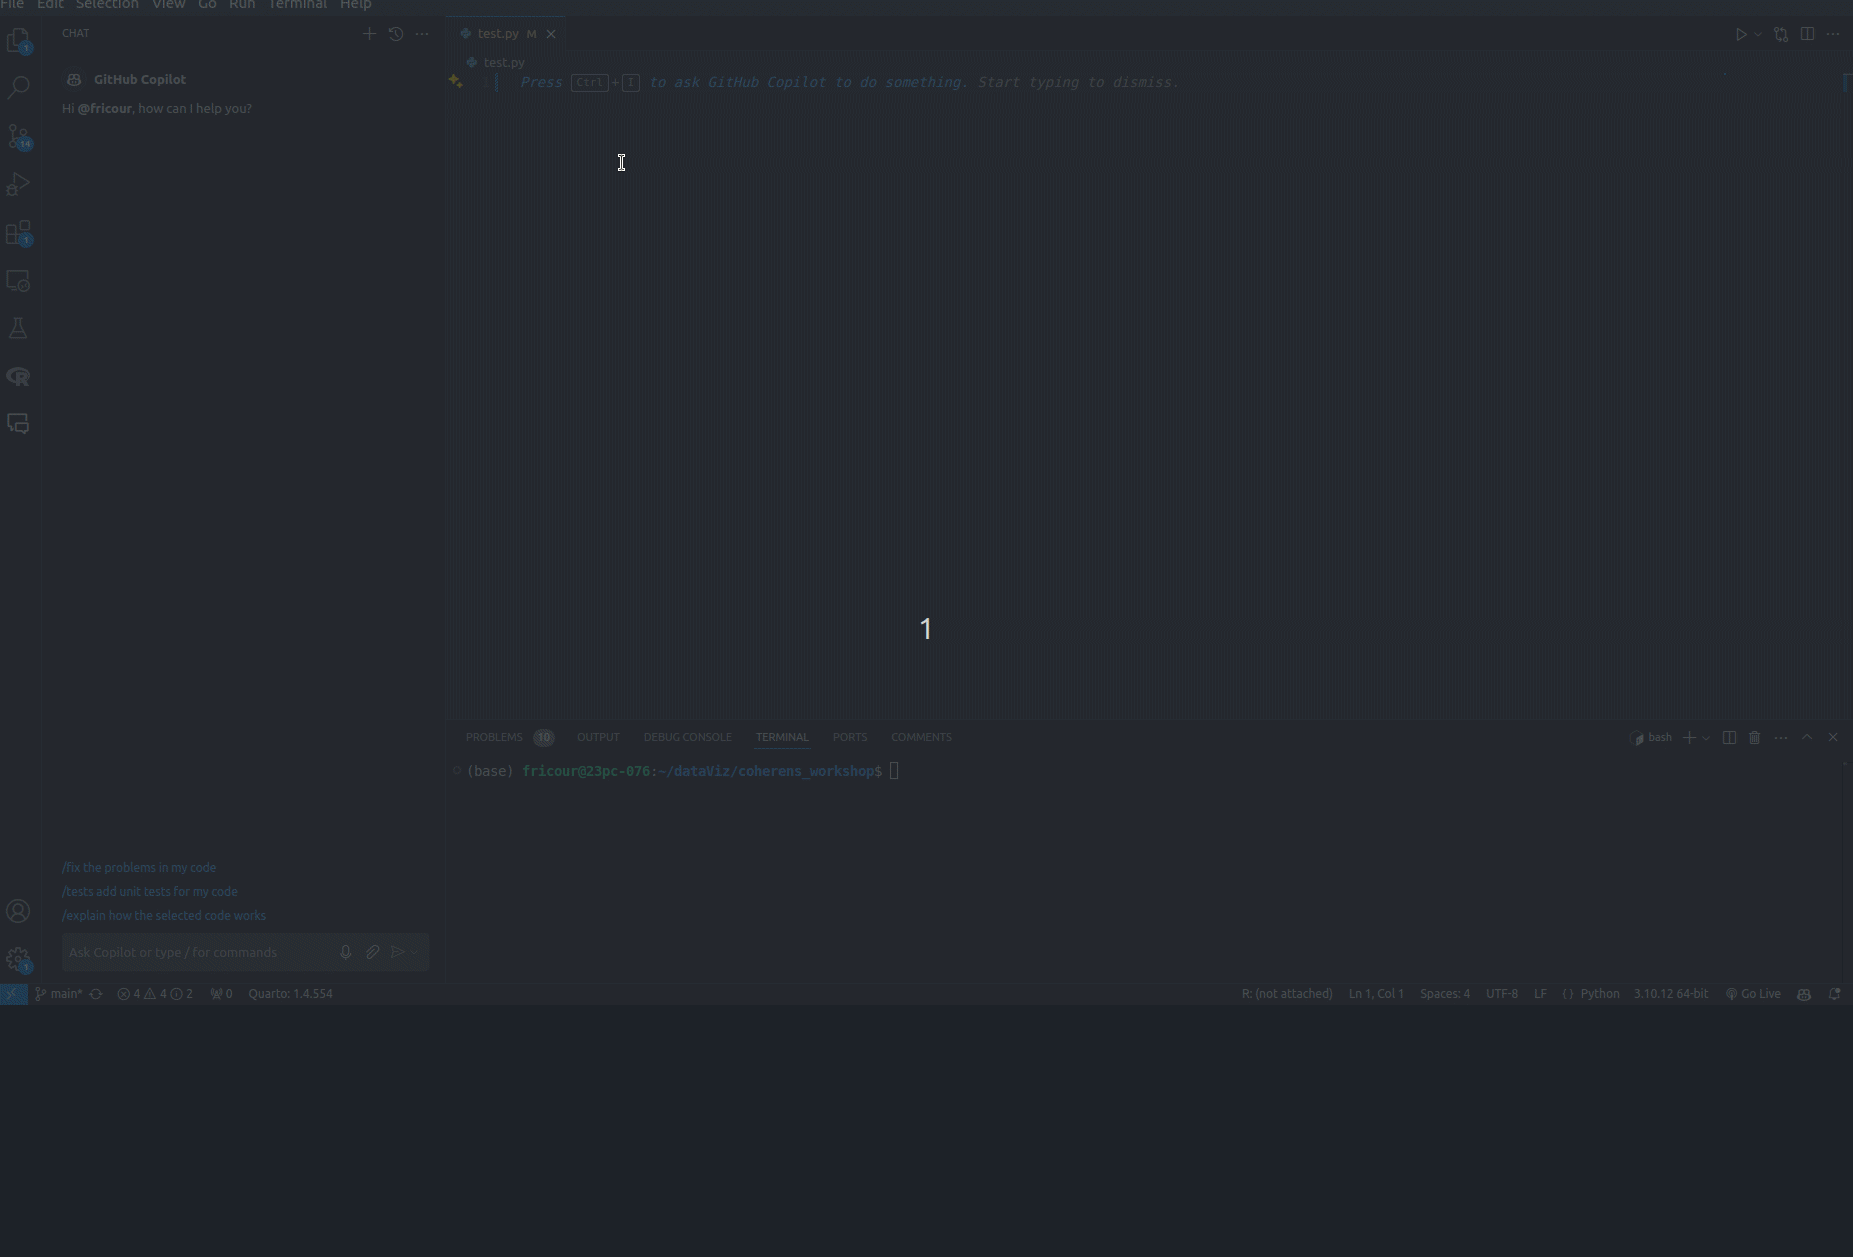 File Edit Selection View Go Run Terminal Help
CHAT
test.py M
1
GitHub Copilot
test.py
Press Ctrl + I to ask GitHub Copilot to do something. Start typing to dismiss.
Hi @fricour, how can I help you?
14
1
1
PROBLEMS 10 OUTPUT DEBUG CONSOLE TERMINAL PORTS COMMENTS bash
(base) fricour@23pc-076:~/dataViz/coherens_workshop$
/fix the problems in my code
/tests add unit tests for my code
/explain how the selected code works
Ask Copilot or type / for commands
1
main* 4 4 2 0 Quarto: 1.4.554 R: (not attached) Ln 1, Col 1 Spaces: 4 UTF-8 LF { } Python 3.10.12 64-bit Go Live